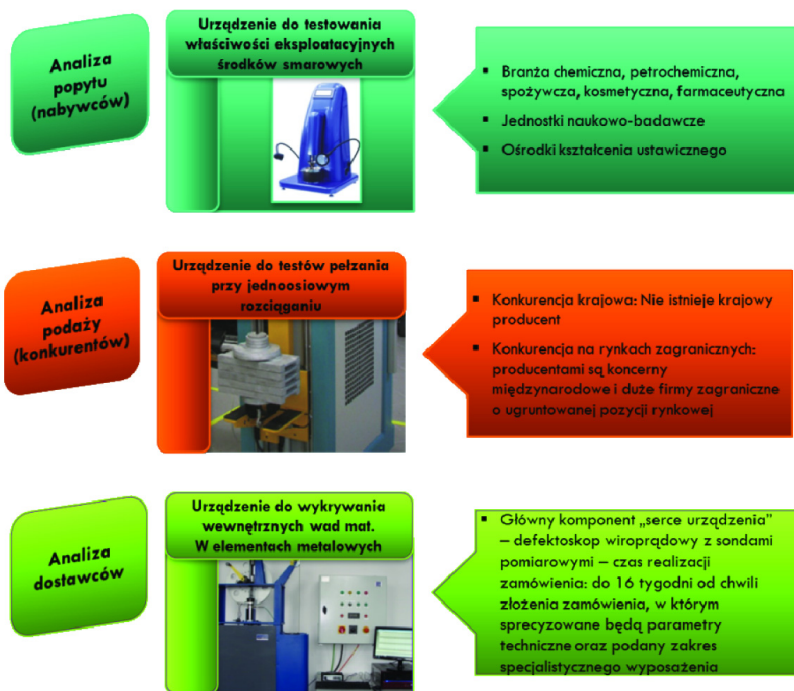 Analiza
popytu
(nabywców)
Urządzenie do testowania
właściwości eksploatacyjnych
środków smarowych
▪ Branża chemiczna, petrochemiczna,
spożywcza, kosmetyczna, farmaceutyczna
▪ Jednostki naukowo-badawcze
▪ Ośrodki kształcenia ustawicznego
Analiza
podaży
(konkurentów)
Urządzenie do testów pełzania
przy jednoosiowym
rozciąganiu
▪ Konkurencja krajowa: Nie istnieje krajowy
producent
▪ Konkurencja na rynkach zagranicznych:
producentami są koncerny
międzynarodowe i duże firmy zagraniczne
o ugruntowanej pozycji rynkowej
Analiza
dostawców
Urządzenie do wykrywania
wewnętrznych wad mat.
W elementach metalowych
▪ Główny komponent „serce urządzenia”
– defektoskop wiroprądowy z sondami
pomiarowymi – czas realizacji
zamówienia: do 16 tygodni od chwili
złożenia zamówienia, w którym
sprecyzowane będą parametry
techniczne oraz podany zakres
specjalistycznego wyposażenia